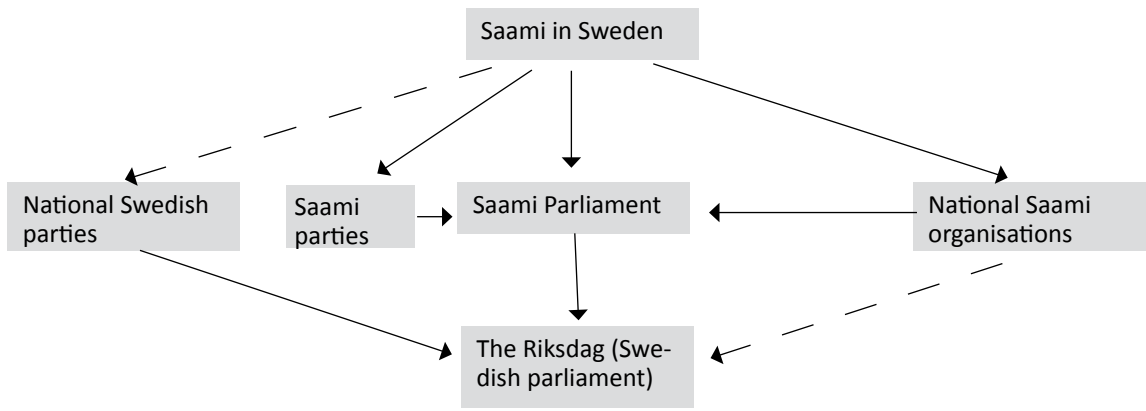 Saami in Sweden
National Swedish
parties
Saami
parties
Saami Parliament
National Saami
organisations
The Riksdag (Swe-
dish parliament)